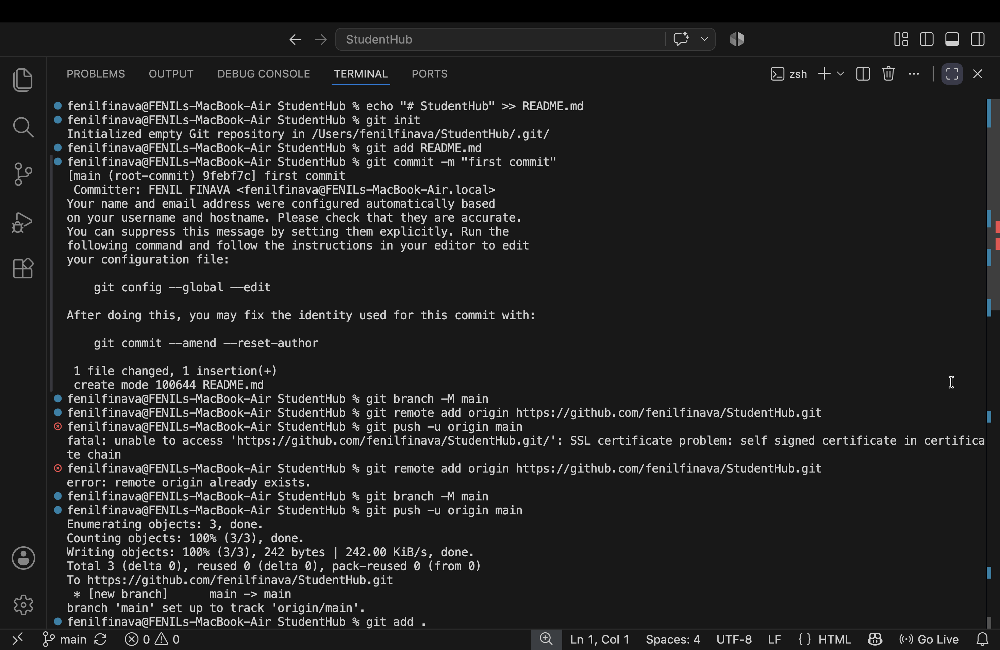 StudentHub
PROBLEMS OUTPUT DEBUG CONSOLE TERMINAL PORTS zsh
fenilfinava@FENILs-MacBook-Air StudentHub % echo "# StudentHub" >> README.md
fenilfinava@FENILs-MacBook-Air StudentHub % git init
Initialized empty Git repository in /Users/fenilfinava/StudentHub/.git/
fenilfinava@FENILs-MacBook-Air StudentHub % git add README.md
fenilfinava@FENILs-MacBook-Air StudentHub % git commit -m "first commit"
[main (root-commit) 9febf7c] first commit
 Committer: FENIL FINAVA <fenilfinava@FENILs-MacBook-Air.local>
Your name and email address were configured automatically based
on your username and hostname. Please check that they are accurate.
You can suppress this message by setting them explicitly. Run the
following command and follow the instructions in your editor to edit
your configuration file:
    git config --global --edit
After doing this, you may fix the identity used for this commit with:
    git commit --amend --reset-author
 1 file changed, 1 insertion(+)
 create mode 100644 README.md
fenilfinava@FENILs-MacBook-Air StudentHub % git branch -M main
fenilfinava@FENILs-MacBook-Air StudentHub % git remote add origin https://github.com/fenilfinava/StudentHub.git
fenilfinava@FENILs-MacBook-Air StudentHub % git push -u origin main
fatal: unable to access 'https://github.com/fenilfinava/StudentHub.git/': SSL certificate problem: self signed certificate in certifica
te chain
fenilfinava@FENILs-MacBook-Air StudentHub % git remote add origin https://github.com/fenilfinava/StudentHub.git
error: remote origin already exists.
fenilfinava@FENILs-MacBook-Air StudentHub % git branch -M main
fenilfinava@FENILs-MacBook-Air StudentHub % git push -u origin main
Enumerating objects: 3, done.
Counting objects: 100% (3/3), done.
Writing objects: 100% (3/3), 242 bytes | 242.00 KiB/s, done.
Total 3 (delta 0), reused 0 (delta 0), pack-reused 0 (from 0)
To https://github.com/fenilfinava/StudentHub.git
 * [new branch]      main -> main
branch 'main' set up to track 'origin/main'.
fenilfinava@FENILs-MacBook-Air StudentHub % git add .
main 0 0 Ln 1, Col 1 Spaces: 4 UTF-8 LF { } HTML Go Live